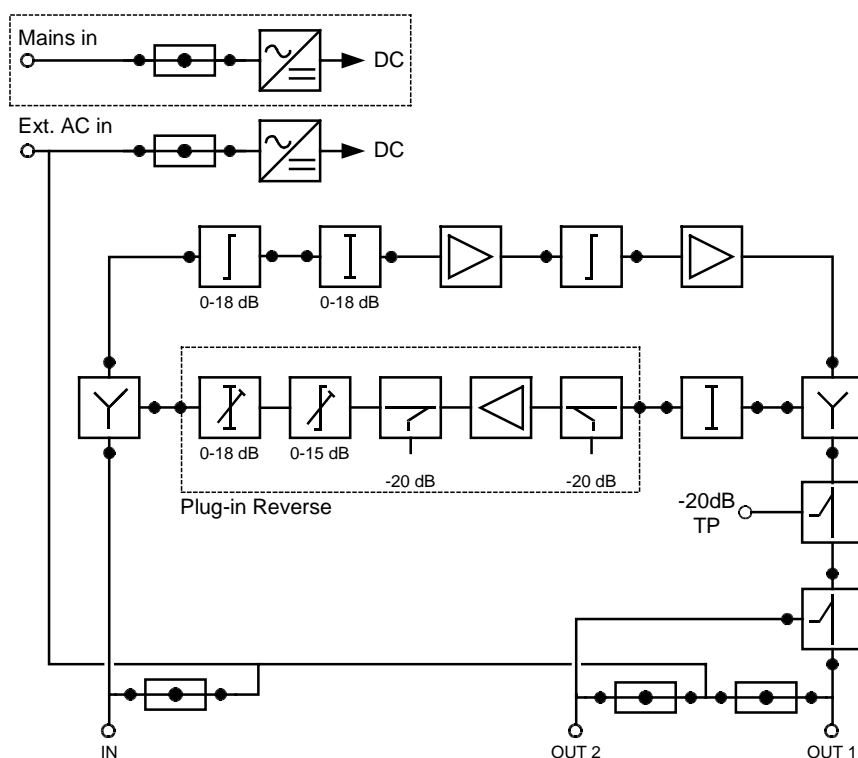 Mains in
DC
Ext. AC in
DC
0-18 dB
0-18 dB
0-18 dB
0-15 dB
-20 dB
-20 dB
Plug-in Reverse
-20dB
TP
IN
OUT 2
OUT 1